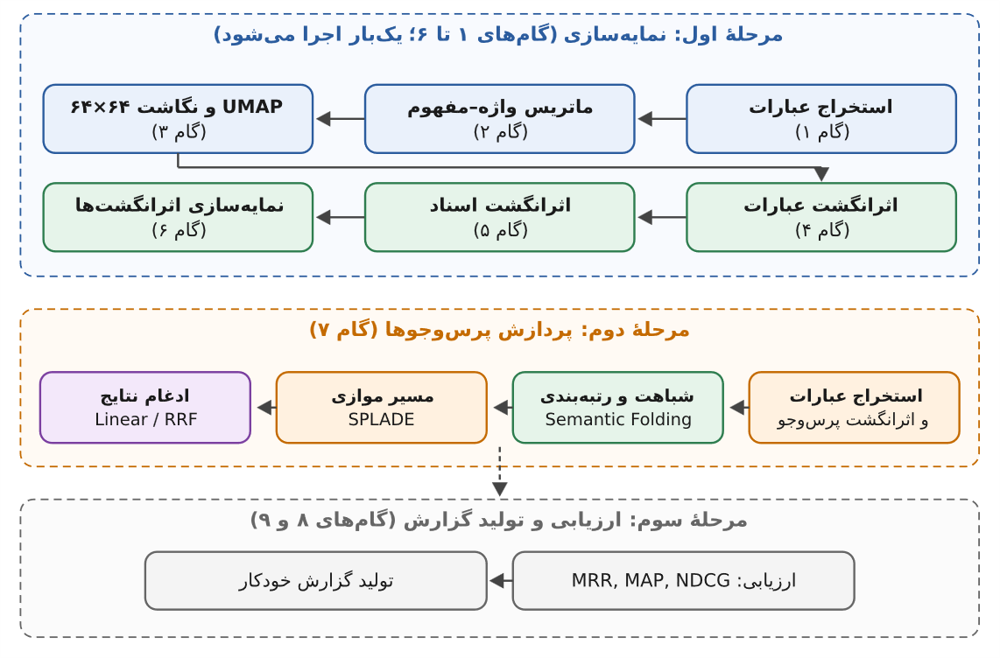 مرحلهٔ اول: نمایه‌سازی (گام‌های ۱ تا ۶؛ یک‌بار اجرا می‌شود)
استخراج عبارات
(گام ۱)
ماتریس واژه–مفهوم
(گام ۲)
UMAP و نگاشت ۶۴×۶۴
(گام ۳)
اثرانگشت عبارات
(گام ۴)
اثرانگشت اسناد
(گام ۵)
نمایه‌سازی اثرانگشت‌ها
(گام ۶)
مرحلهٔ دوم: پردازش پرس‌وجوها (گام ۷)
استخراج عبارات
و اثرانگشت پرس‌وجو
شباهت و رتبه‌بندی
Semantic Folding
مسیر موازی
SPLADE
ادغام نتایج
Linear / RRF
مرحلهٔ سوم: ارزیابی و تولید گزارش (گام‌های ۸ و ۹)
ارزیابی: MRR, MAP, NDCG
تولید گزارش خودکار